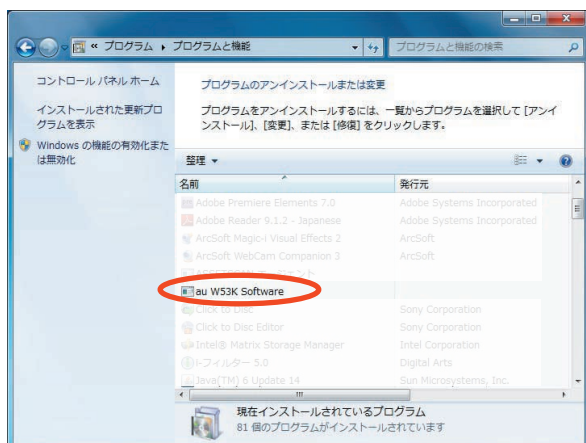 « プログラム ▸ プログラムと機能
プログラムと機能の検索
コントロール パネル ホーム
インストールされた更新プロ
グラムを表示
Windows の機能の有効化また
は無効化
プログラムのアンインストールまたは変更
プログラムをアンインストールするには、一覧からプログラムを選択して [アンイ
ンストール]、[変更]、または [修復] をクリックします。
整理
名前 発行元
Adobe Premiere Elements 7.0 Adobe Systems Incorporated
Adobe Reader 9.1.2 - Japanese Adobe Systems Incorporated
ArcSoft Magic-i Visual Effects 2 ArcSoft
ArcSoft WebCam Companion 3 ArcSoft
au W53K Software
Click to Disc Sony Corporation
Click to Disc Editor Sony Corporation
Intel® Matrix Storage Manager Intel Corporation
i-フィルター 5.0 Digital Arts
Java(TM) 6 Update 14 Sun Microsystems, Inc.
現在インストールされているプログラム
81 個のプログラムがインストールされています